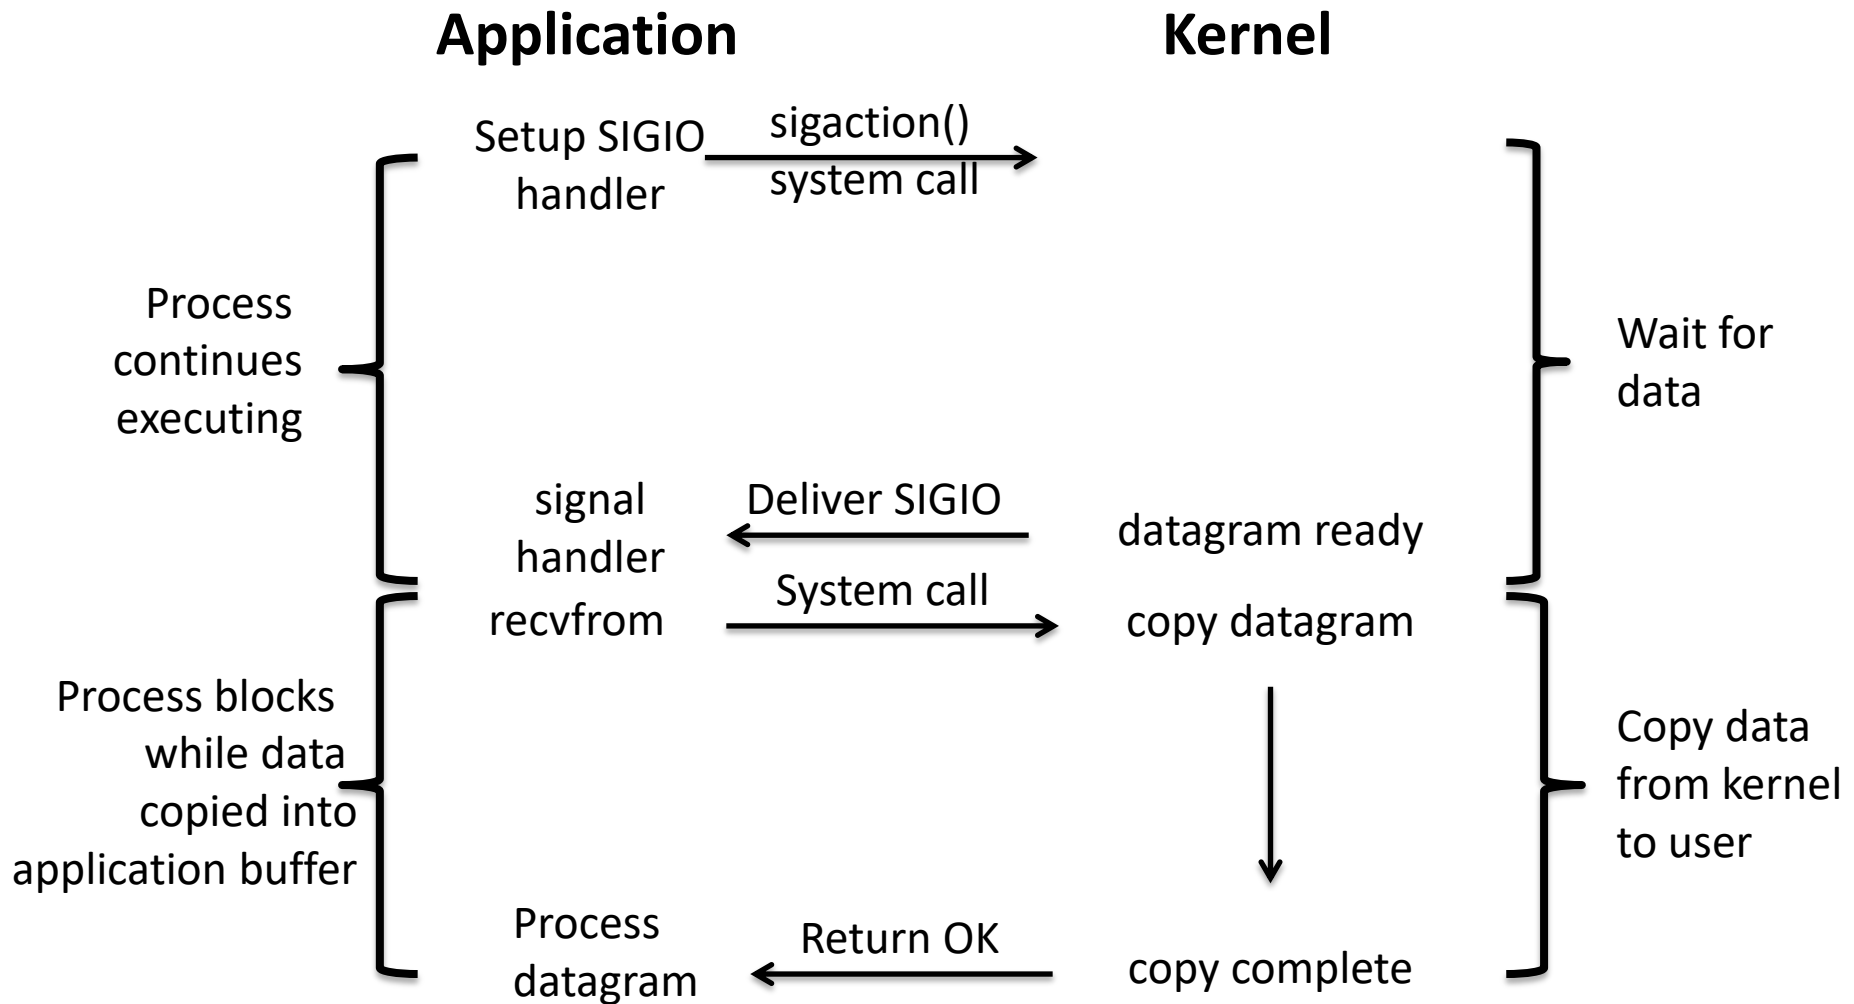 Application
Kernel
Setup SIGIO
handler
sigaction()
system call
Process
continues
executing
Wait for
data
signal
handler
Deliver SIGIO
datagram ready
recvfrom
System call
copy datagram
Process blocks
while data
copied into
application buffer
Copy data
from kernel
to user
Process
datagram
Return OK
copy complete